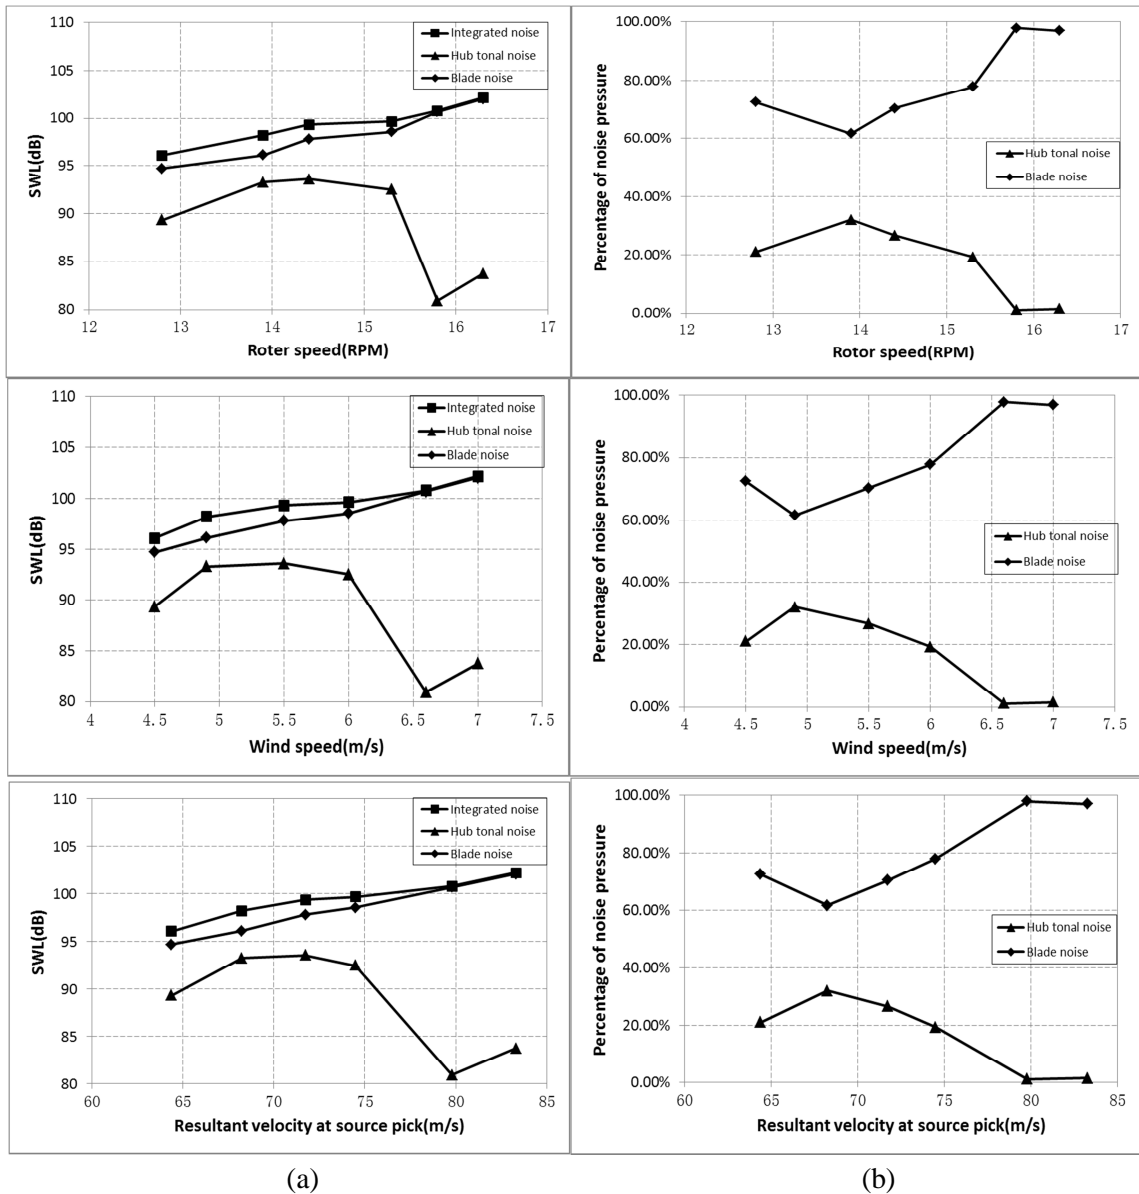 110
105
100
95
90
85
80
12
13
14
15
16
17
SWL(dB)
Roter speed(RPM)
Integrated noise
Hub tonal noise
Blade noise
100.00%
80.00%
60.00%
40.00%
20.00%
0.00%
12
13
14
15
16
17
Percentage of noise pressure
Rotor speed(RPM)
Hub tonal noise
Blade noise
110
105
100
95
90
85
80
4
4.5
5
5.5
6
6.5
7
7.5
SWL(dB)
Wind speed(m/s)
Integrated noise
Hub tonal noise
Blade noise
100.00%
80.00%
60.00%
40.00%
20.00%
0.00%
4
4.5
5
5.5
6
6.5
7
7.5
Percentage of noise pressure
Wind speed(m/s)
Hub tonal noise
Blade noise
110
105
100
95
90
85
80
60
65
70
75
80
85
SWL(dB)
Resultant velocity at source pick(m/s)
Integrated noise
Hub tonal noise
Blade noise
100.00%
80.00%
60.00%
40.00%
20.00%
0.00%
60
65
70
75
80
85
Percentage of noise pressure
Resultant velocity at source pick(m/s)
Hub tonal noise
Blade noise
(a)
(b)